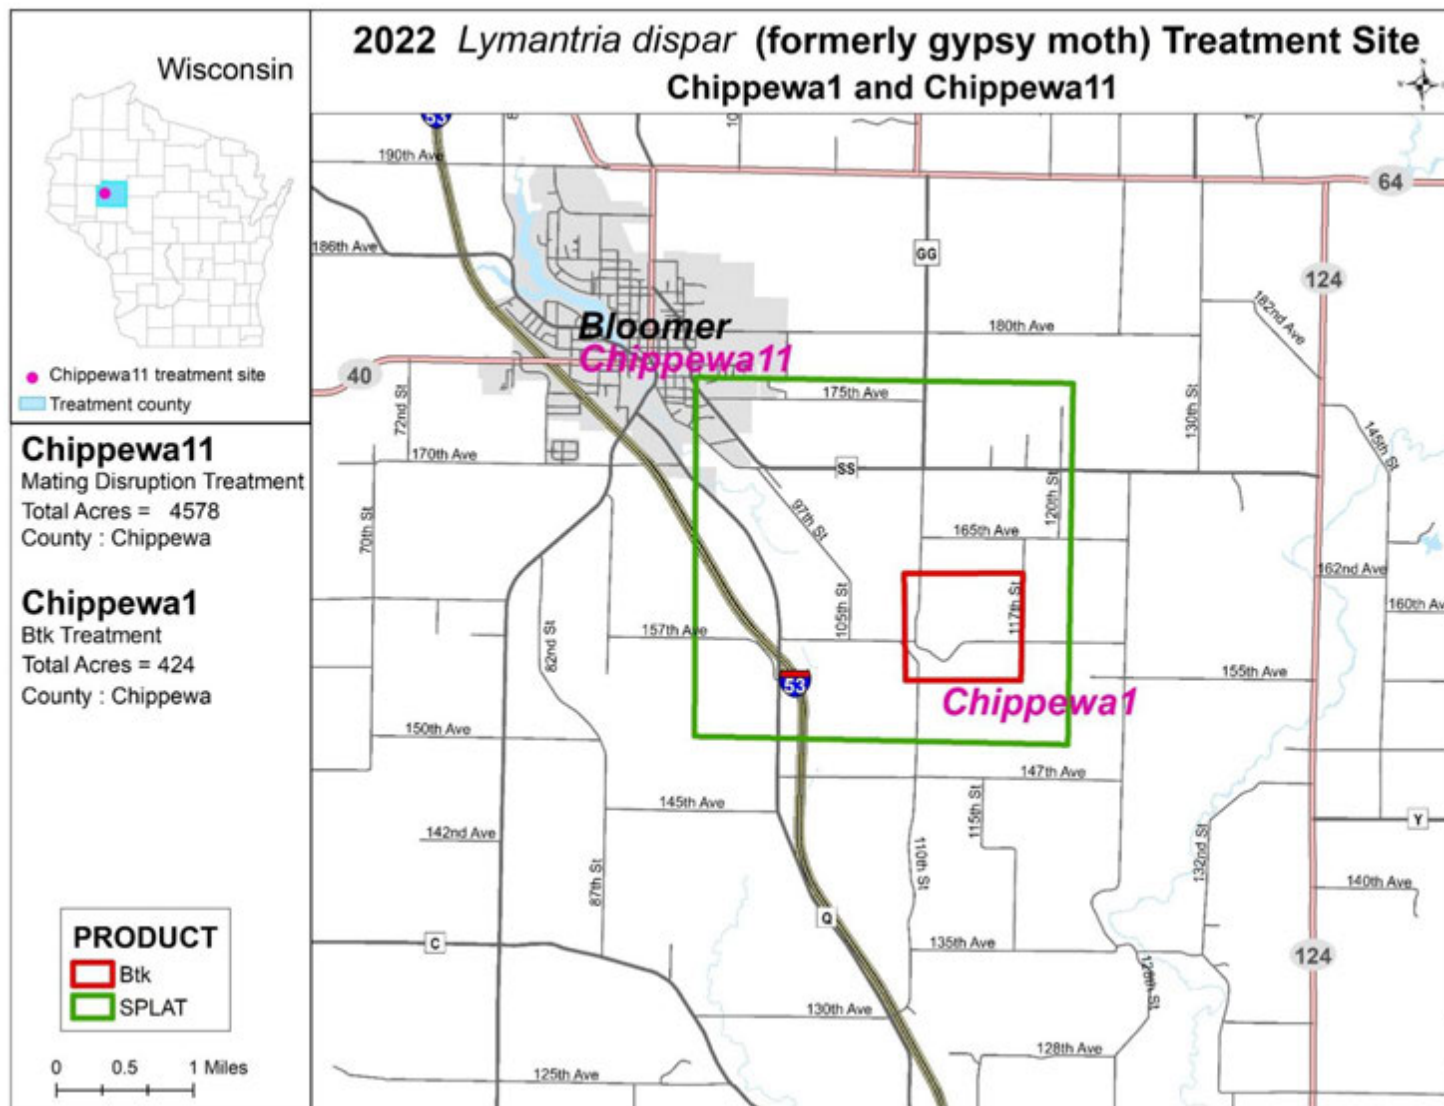 2022 Lymantria dispar (formerly gypsy moth) Treatment Site
Chippewa1 and Chippewa11
Wisconsin
Chippewa11 treatment site
Treatment county
Chippewa11
Mating Disruption Treatment
Total Acres = 4578
County : Chippewa
Chippewa1
Btk Treatment
Total Acres = 424
County : Chippewa
PRODUCT
Btk
SPLAT
0 0.5 1 Miles
53
190th Ave
64
186th Ave
GG
124
182nd Ave
Bloomer
180th Ave
Chippewa11
40
72nd St
175th Ave
130th St
145th St
170th Ave
SS
70th St
97th St
120th St
165th Ave
162nd Ave
105th St
117th St
160th Av
82nd St
157th Ave
53
155th Ave
Chippewa1
150th Ave
147th Ave
145th Ave
115th St
142nd Ave
Y
110th St
132nd St
87th St
140th Ave
Q
C
135th Ave
124
128th St
130th Ave
128th Ave
125th Ave